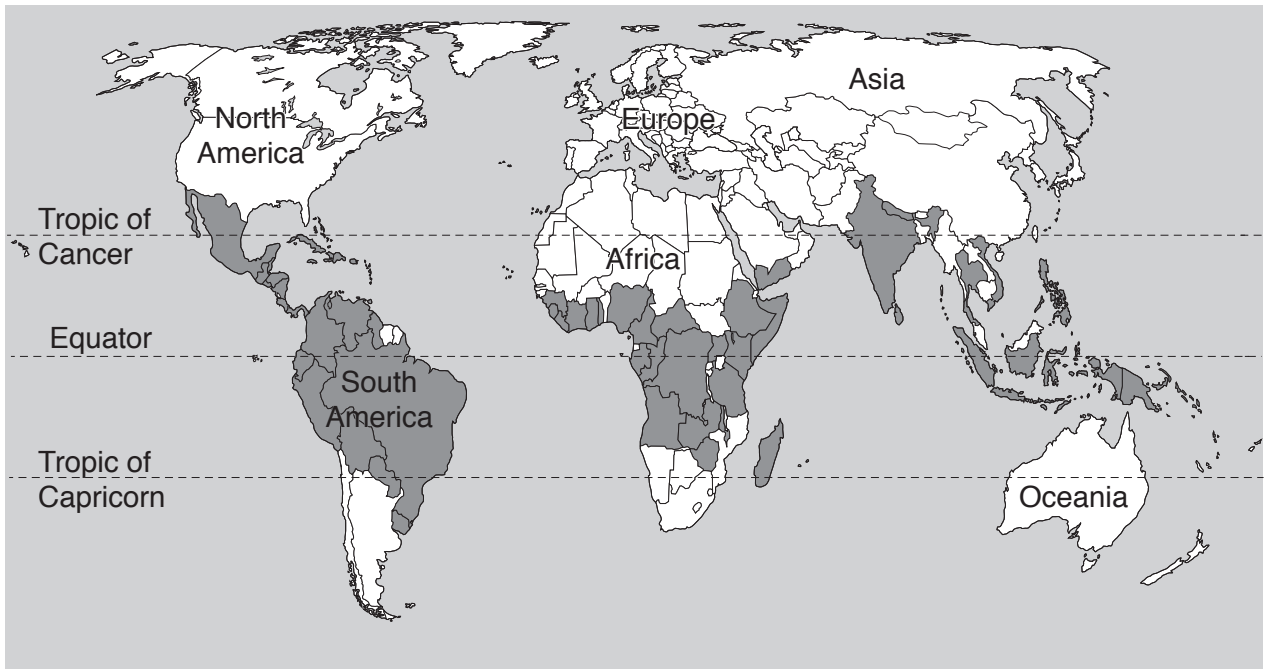 Asia
North
America
Europe
Tropic of
Cancer
Africa
Equator
South
America
Tropic of
Capricorn
Oceania